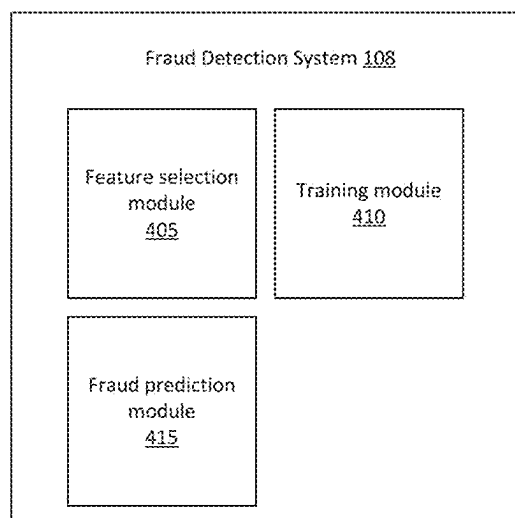 Fraud Detection System 108
Feature selection
module
405
Training module
410
Fraud prediction
module
415